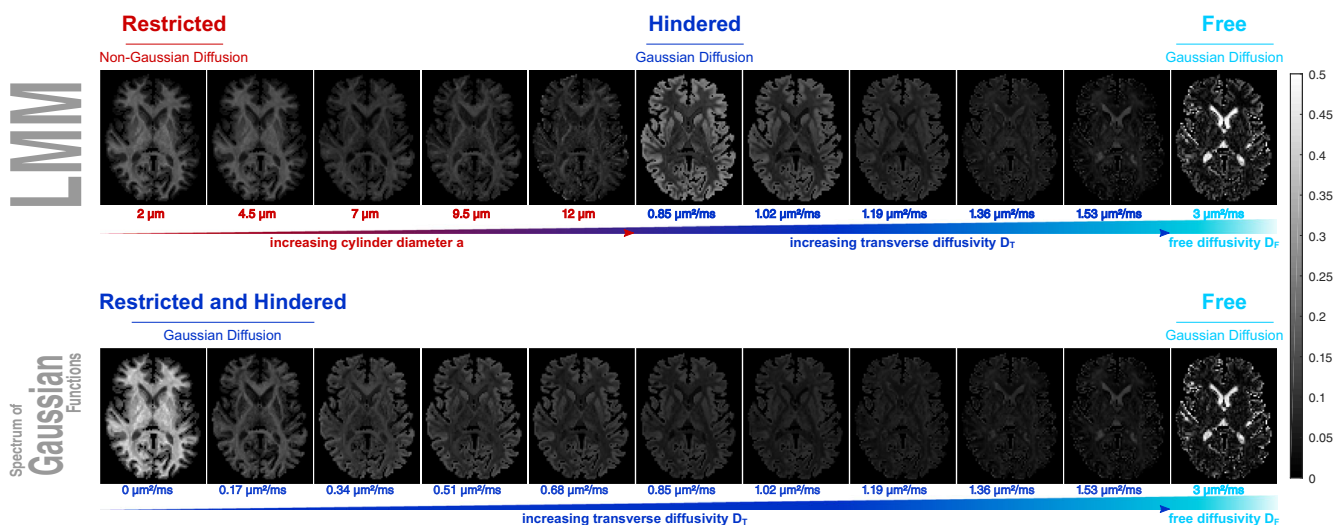 Restricted
Hindered
Free
Non-Gaussian Diffusion
Gaussian Diffusion
Gaussian Diffusion
LMM
2 µm
4.5 µm
7 µm
9.5 µm
12 µm
0.85 µm²/ms
1.02 µm²/ms
1.19 µm²/ms
1.36 µm²/ms
1.53 µm²/ms
3 µm²/ms
increasing cylinder diameter a
increasing transverse diffusivity D_T
free diffusivity D_F
Restricted and Hindered
Free
Gaussian Diffusion
Gaussian Diffusion
Spectrum of
Gaussian
Functions
0 µm²/ms
0.17 µm²/ms
0.34 µm²/ms
0.51 µm²/ms
0.68 µm²/ms
0.85 µm²/ms
1.02 µm²/ms
1.19 µm²/ms
1.36 µm²/ms
1.53 µm²/ms
3 µm²/ms
increasing transverse diffusivity D_T
free diffusivity D_F
0.5
0.45
0.4
0.35
0.3
0.25
0.2
0.15
0.1
0.05
0